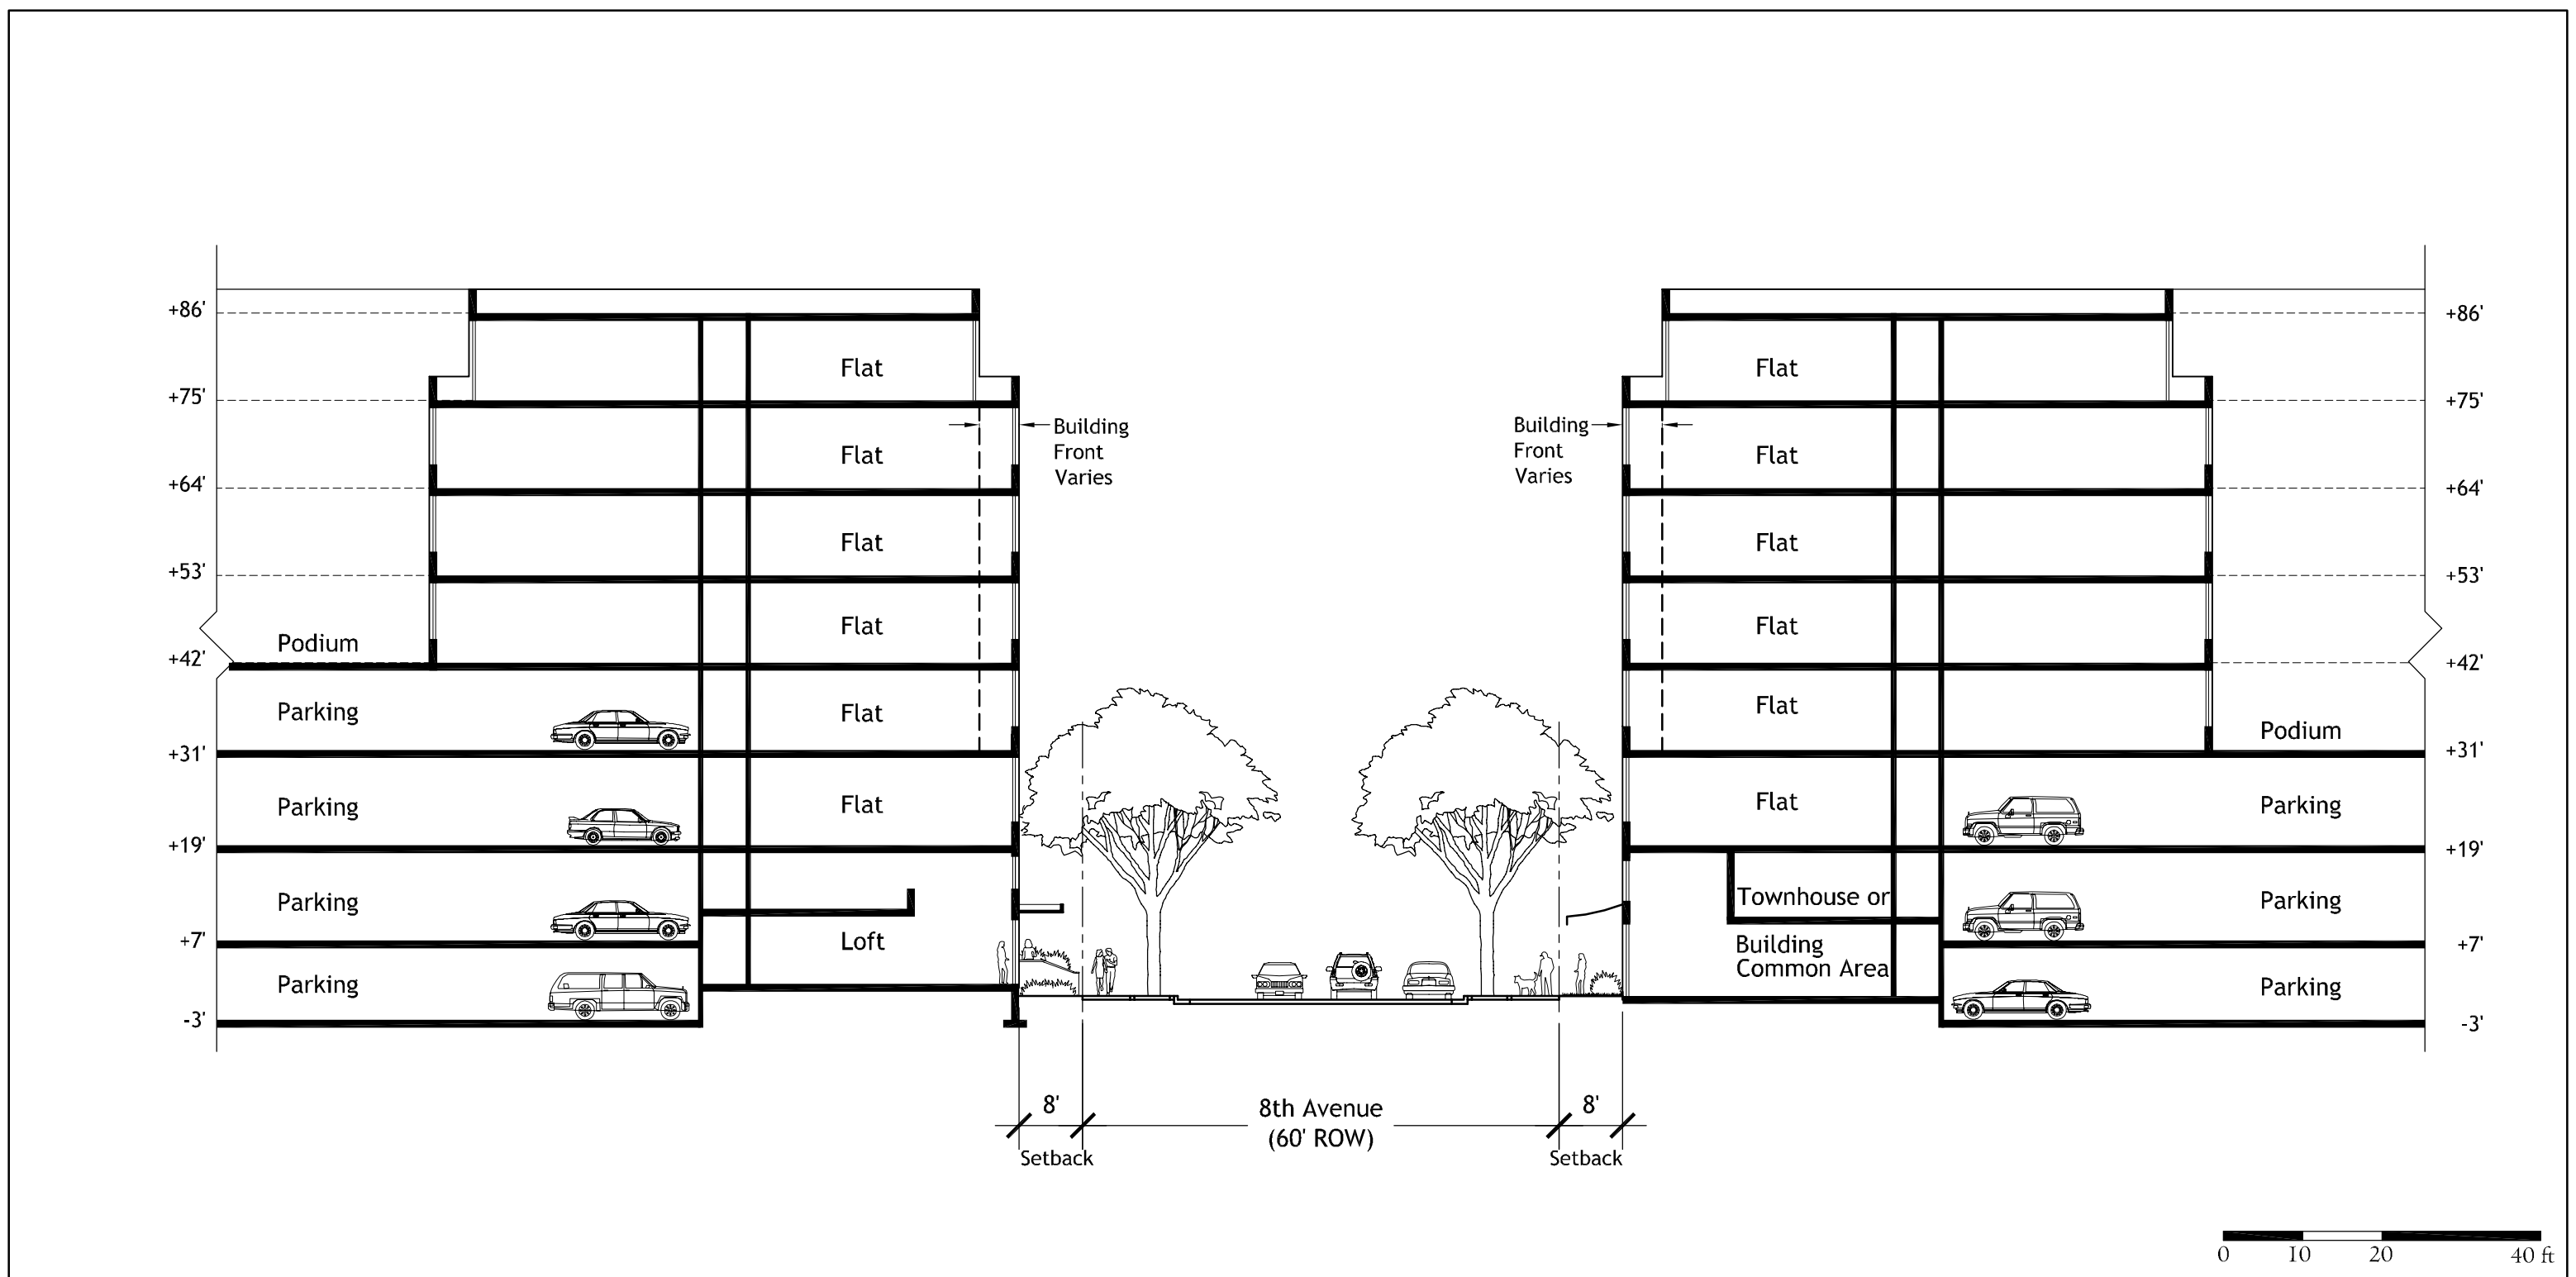 +86' +86'
Flat Flat
+75' +75'
Building Building
Front Front
Varies Varies
Flat Flat
+64' +64'
Flat Flat
+53' +53'
Flat Flat
Podium
+42' +42'
Parking Flat Flat
Podium
+31' +31'
Parking Flat Flat Parking
+19' +19'
Parking Townhouse or Parking
+7' Loft Building +7'
Common Area
Parking Parking
-3' -3'
8' 8th Avenue 8'
(60' ROW)
Setback Setback
0 10 20 40 ft